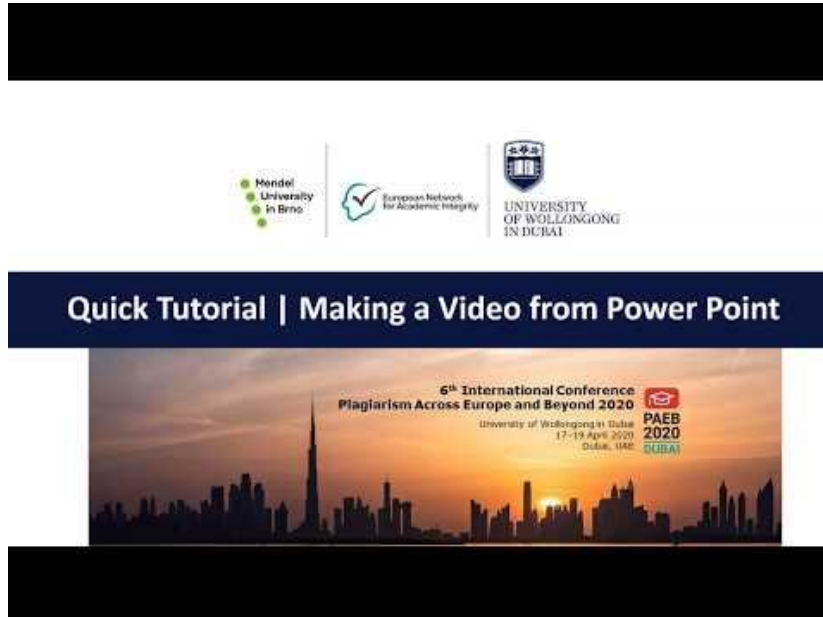 Mendel
University
in Brno
European Network
for Academic Integrity
UNIVERSITY
OF WOLLONGONG
IN DUBAI
Quick Tutorial | Making a Video from Power Point
6th International Conference
Plagiarism Across Europe and Beyond 2020
University of Wollongong in Dubai
17-19 April 2020
Dubai, UAE
PAEB
2020
DUBAI